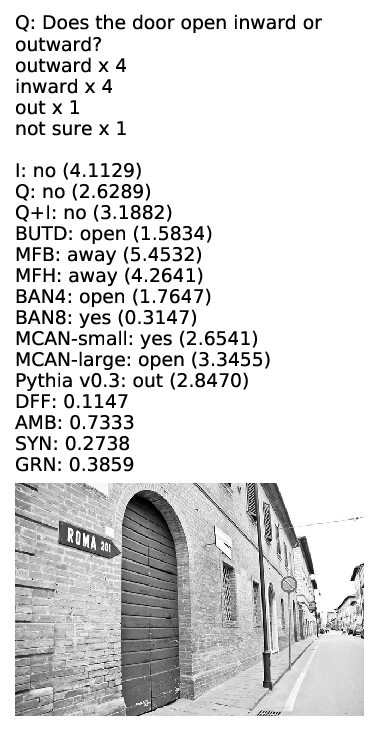 Q: Does the door open inward or
outward?
outward x 4
inward x 4
out x 1
not sure x 1
I: no (4.1129)
Q: no (2.6289)
Q+I: no (3.1882)
BUTD: open (1.5834)
MFB: away (5.4532)
MFH: away (4.2641)
BAN4: open (1.7647)
BAN8: yes (0.3147)
MCAN-small: yes (2.6541)
MCAN-large: open (3.3455)
Pythia v0.3: out (2.8470)
DFF: 0.1147
AMB: 0.7333
SYN: 0.2738
GRN: 0.3859
ROMA 201